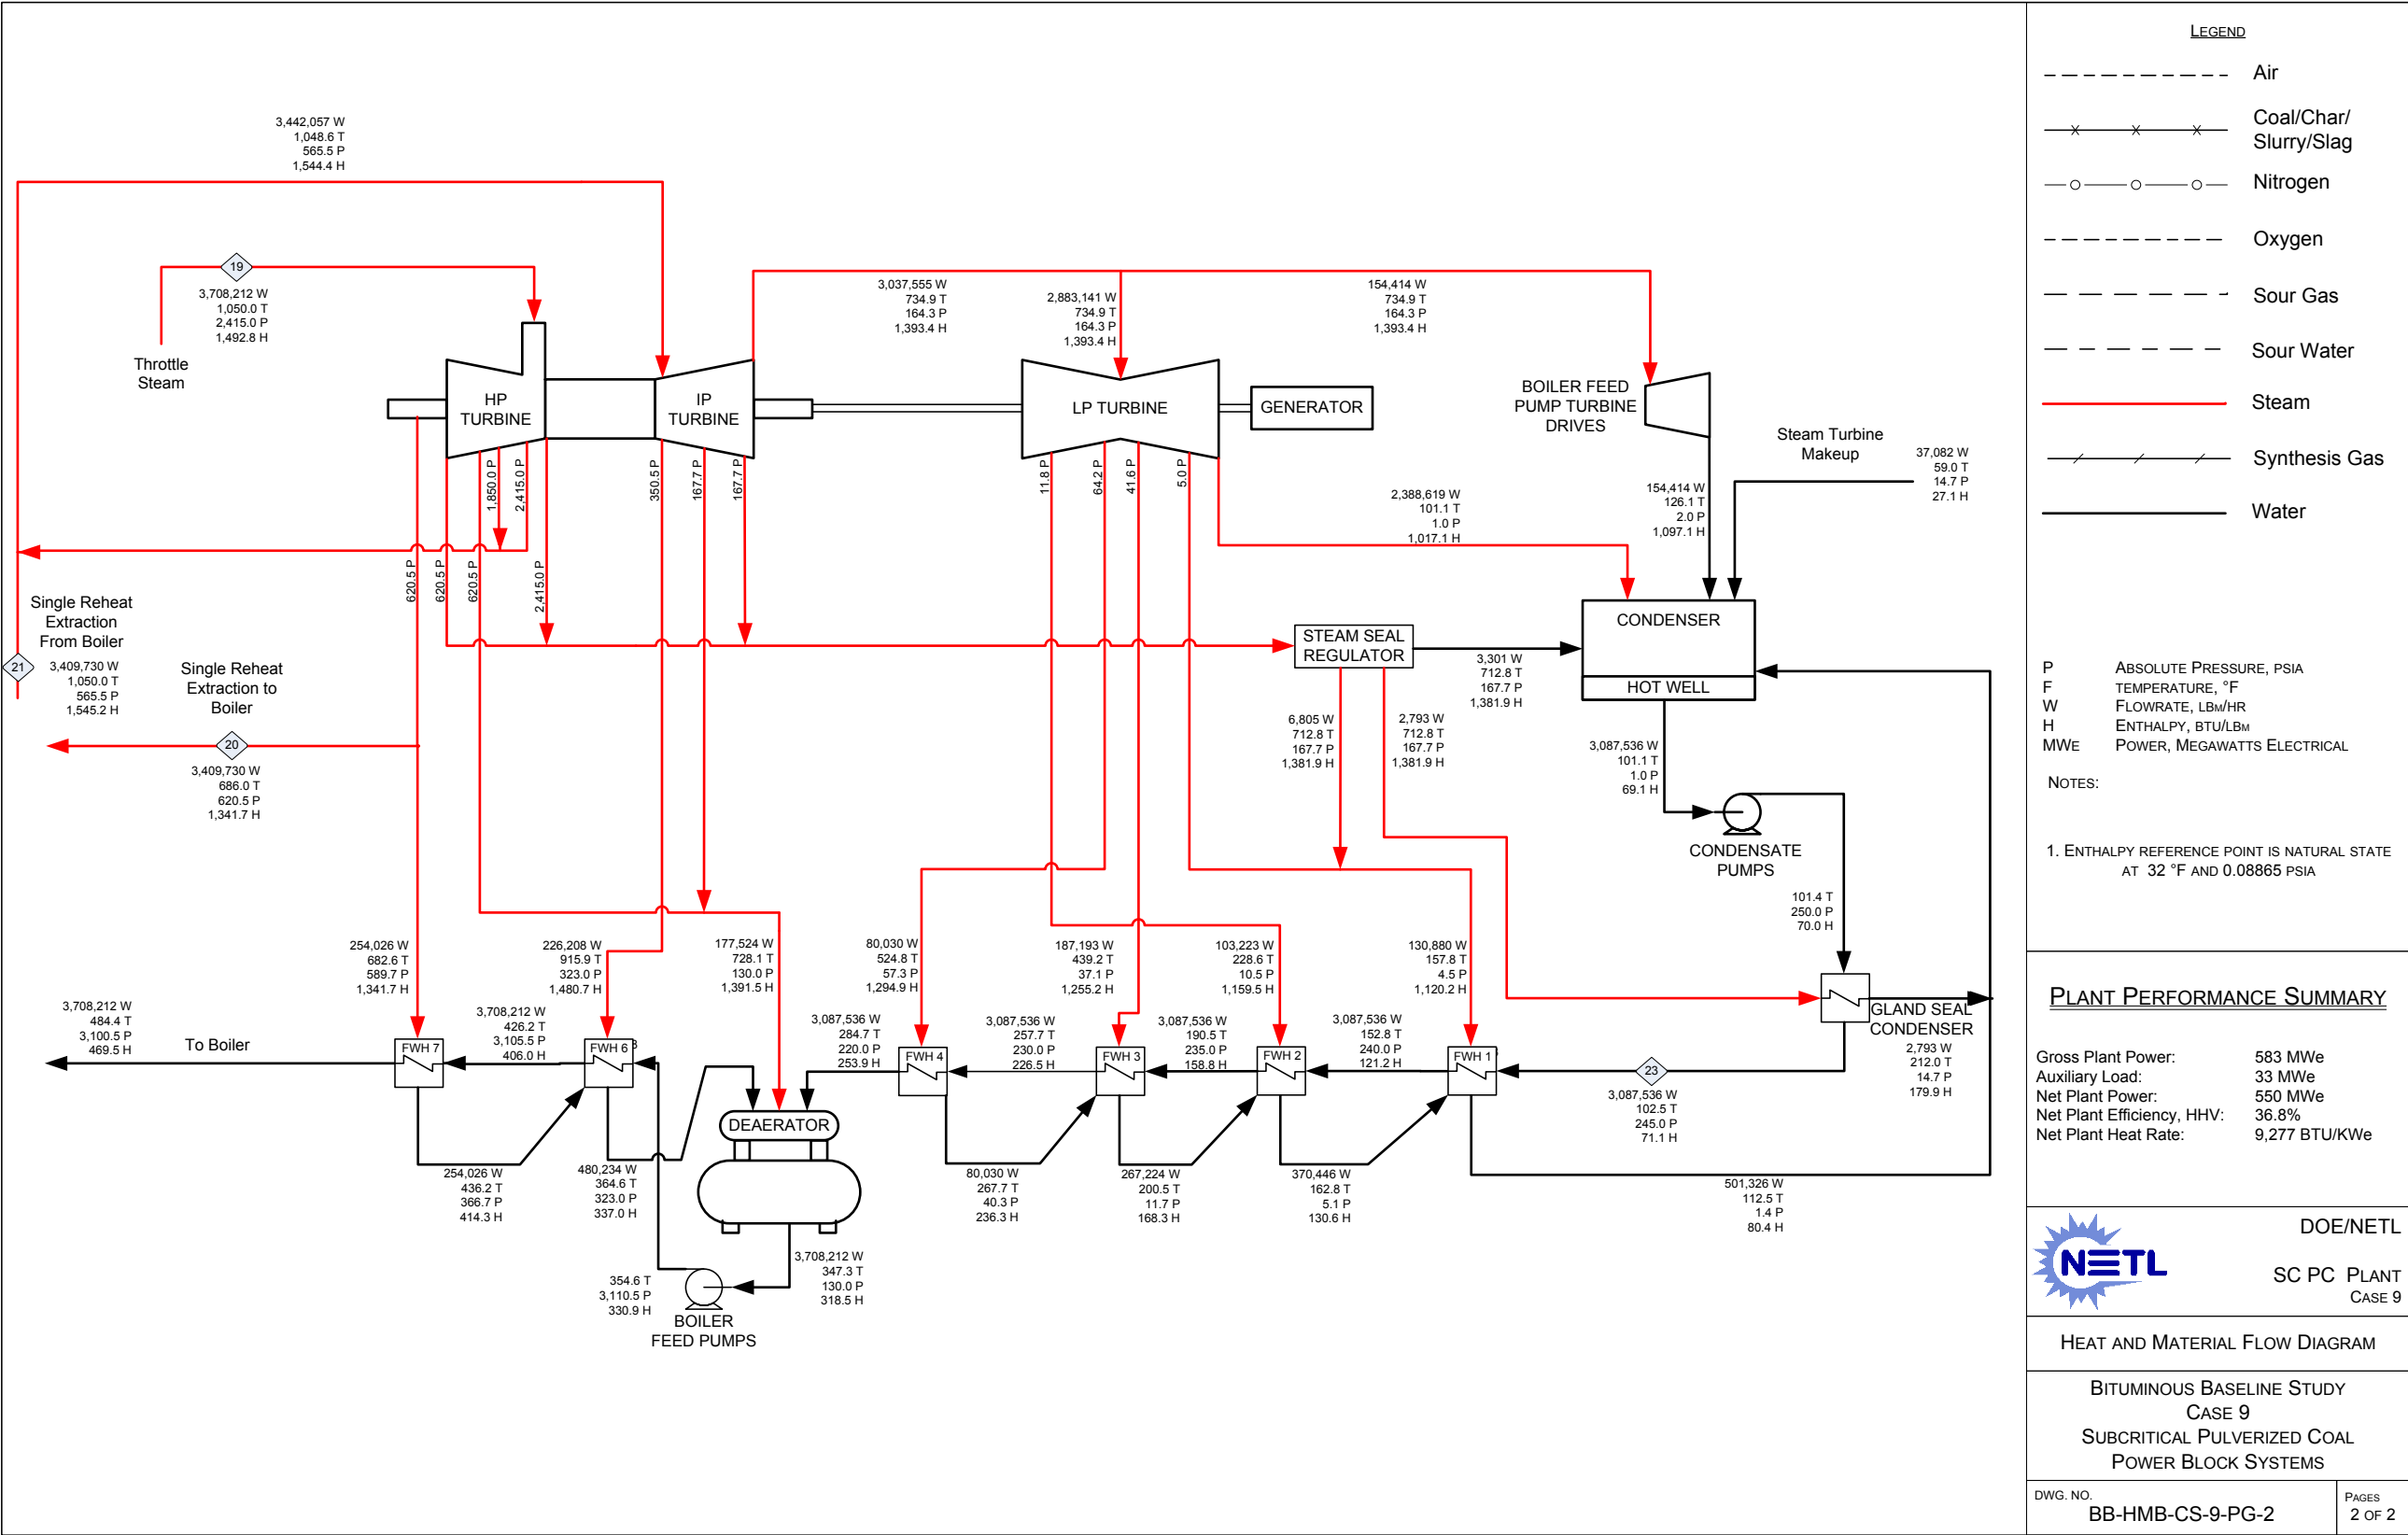 3,442,057 W
1,048.6 T
565.5 P
1,544.4 H
19
3,708,212 W
1,050.0 T
2,415.0 P
1,492.8 H
Throttle
Steam
HP
TURBINE
IP
TURBINE
3,037,555 W
734.9 T
164.3 P
1,393.4 H
2,883,141 W
734.9 T
164.3 P
1,393.4 H
154,414 W
734.9 T
164.3 P
1,393.4 H
LP TURBINE
GENERATOR
BOILER FEED
PUMP TURBINE
DRIVES
Steam Turbine
Makeup
37,082 W
59.0 T
14.7 P
27.1 H
154,414 W
126.1 T
2.0 P
1,097.1 H
1,850.0 P
2,415.0 P
350.5 P
167.7 P
167.7 P
11.8 P
64.2 P
41.6 P
5.0 P
2,388,619 W
101.1 T
1.0 P
1,017.1 H
620.5 P
620.5 P
620.5 P
2,415.0 P
Single Reheat
Extraction
From Boiler
21
3,409,730 W
1,050.0 T
565.5 P
1,545.2 H
Single Reheat
Extraction to
Boiler
20
3,409,730 W
686.0 T
620.5 P
1,341.7 H
STEAM SEAL
REGULATOR
3,301 W
712.8 T
167.7 P
1,381.9 H
CONDENSER
HOT WELL
6,805 W
712.8 T
167.7 P
1,381.9 H
2,793 W
712.8 T
167.7 P
1,381.9 H
3,087,536 W
101.1 T
1.0 P
69.1 H
CONDENSATE
PUMPS
101.4 T
250.0 P
70.0 H
254,026 W
682.6 T
589.7 P
1,341.7 H
226,208 W
915.9 T
323.0 P
1,480.7 H
177,524 W
728.1 T
130.0 P
1,391.5 H
80,030 W
524.8 T
57.3 P
1,294.9 H
187,193 W
439.2 T
37.1 P
1,255.2 H
103,223 W
228.6 T
10.5 P
1,159.5 H
130,880 W
157.8 T
4.5 P
1,120.2 H
3,708,212 W
484.4 T
3,100.5 P
469.5 H
To Boiler
FWH 7
3,708,212 W
426.2 T
3,105.5 P
406.0 H
FWH 6
3
3,087,536 W
284.7 T
220.0 P
253.9 H
FWH 4
3,087,536 W
257.7 T
230.0 P
226.5 H
FWH 3
3,087,536 W
190.5 T
235.0 P
158.8 H
FWH 2
3,087,536 W
152.8 T
240.0 P
121.2 H
FWH 1
23
3,087,536 W
102.5 T
245.0 P
71.1 H
GLAND SEAL
CONDENSER
2,793 W
212.0 T
14.7 P
179.9 H
DEAERATOR
254,026 W
436.2 T
366.7 P
414.3 H
480,234 W
364.6 T
323.0 P
337.0 H
80,030 W
267.7 T
40.3 P
236.3 H
267,224 W
200.5 T
11.7 P
168.3 H
370,446 W
162.8 T
5.1 P
130.6 H
501,326 W
112.5 T
1.4 P
80.4 H
354.6 T
3,110.5 P
330.9 H
BOILER
FEED PUMPS
3,708,212 W
347.3 T
130.0 P
318.5 H
LEGEND
Air
Coal/Char/
Slurry/Slag
Nitrogen
Oxygen
Sour Gas
Sour Water
Steam
Synthesis Gas
Water
P ABSOLUTE PRESSURE, PSIA
F TEMPERATURE, °F
W FLOWRATE, LBM/HR
H ENTHALPY, BTU/LBM
MWE POWER, MEGAWATTS ELECTRICAL
NOTES:
1. ENTHALPY REFERENCE POINT IS NATURAL STATE
AT 32 °F AND 0.08865 PSIA
PLANT PERFORMANCE SUMMARY
Gross Plant Power: 583 MWe
Auxiliary Load: 33 MWe
Net Plant Power: 550 MWe
Net Plant Efficiency, HHV: 36.8%
Net Plant Heat Rate: 9,277 BTU/KWe
NETL
DOE/NETL
SC PC PLANT
CASE 9
HEAT AND MATERIAL FLOW DIAGRAM
BITUMINOUS BASELINE STUDY
CASE 9
SUBCRITICAL PULVERIZED COAL
POWER BLOCK SYSTEMS
DWG. NO.
BB-HMB-CS-9-PG-2
PAGES
2 OF 2